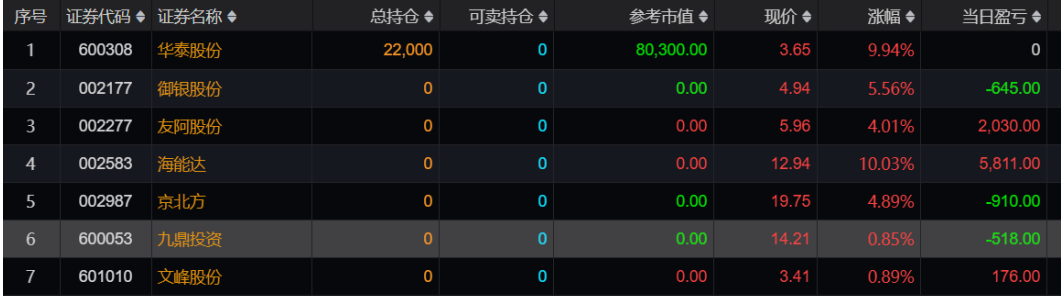 序号 证券代码 证券名称 总持仓 可卖持仓 参考市值 现价 涨幅 当日盈亏
1 600308 华泰股份 22,000 0 80,300.00 3.65 9.94% 0
2 002177 御银股份 0 0 0.00 4.94 5.56% -645.00
3 002277 友阿股份 0 0 0.00 5.96 4.01% 2,030.00
4 002583 海能达 0 0 0.00 12.94 10.03% 5,811.00
5 002987 京北方 0 0 0.00 19.75 4.89% -910.00
6 600053 九鼎投资 0 0 0.00 14.21 0.85% -518.00
7 601010 文峰股份 0 0 0.00 3.41 0.89% 176.00